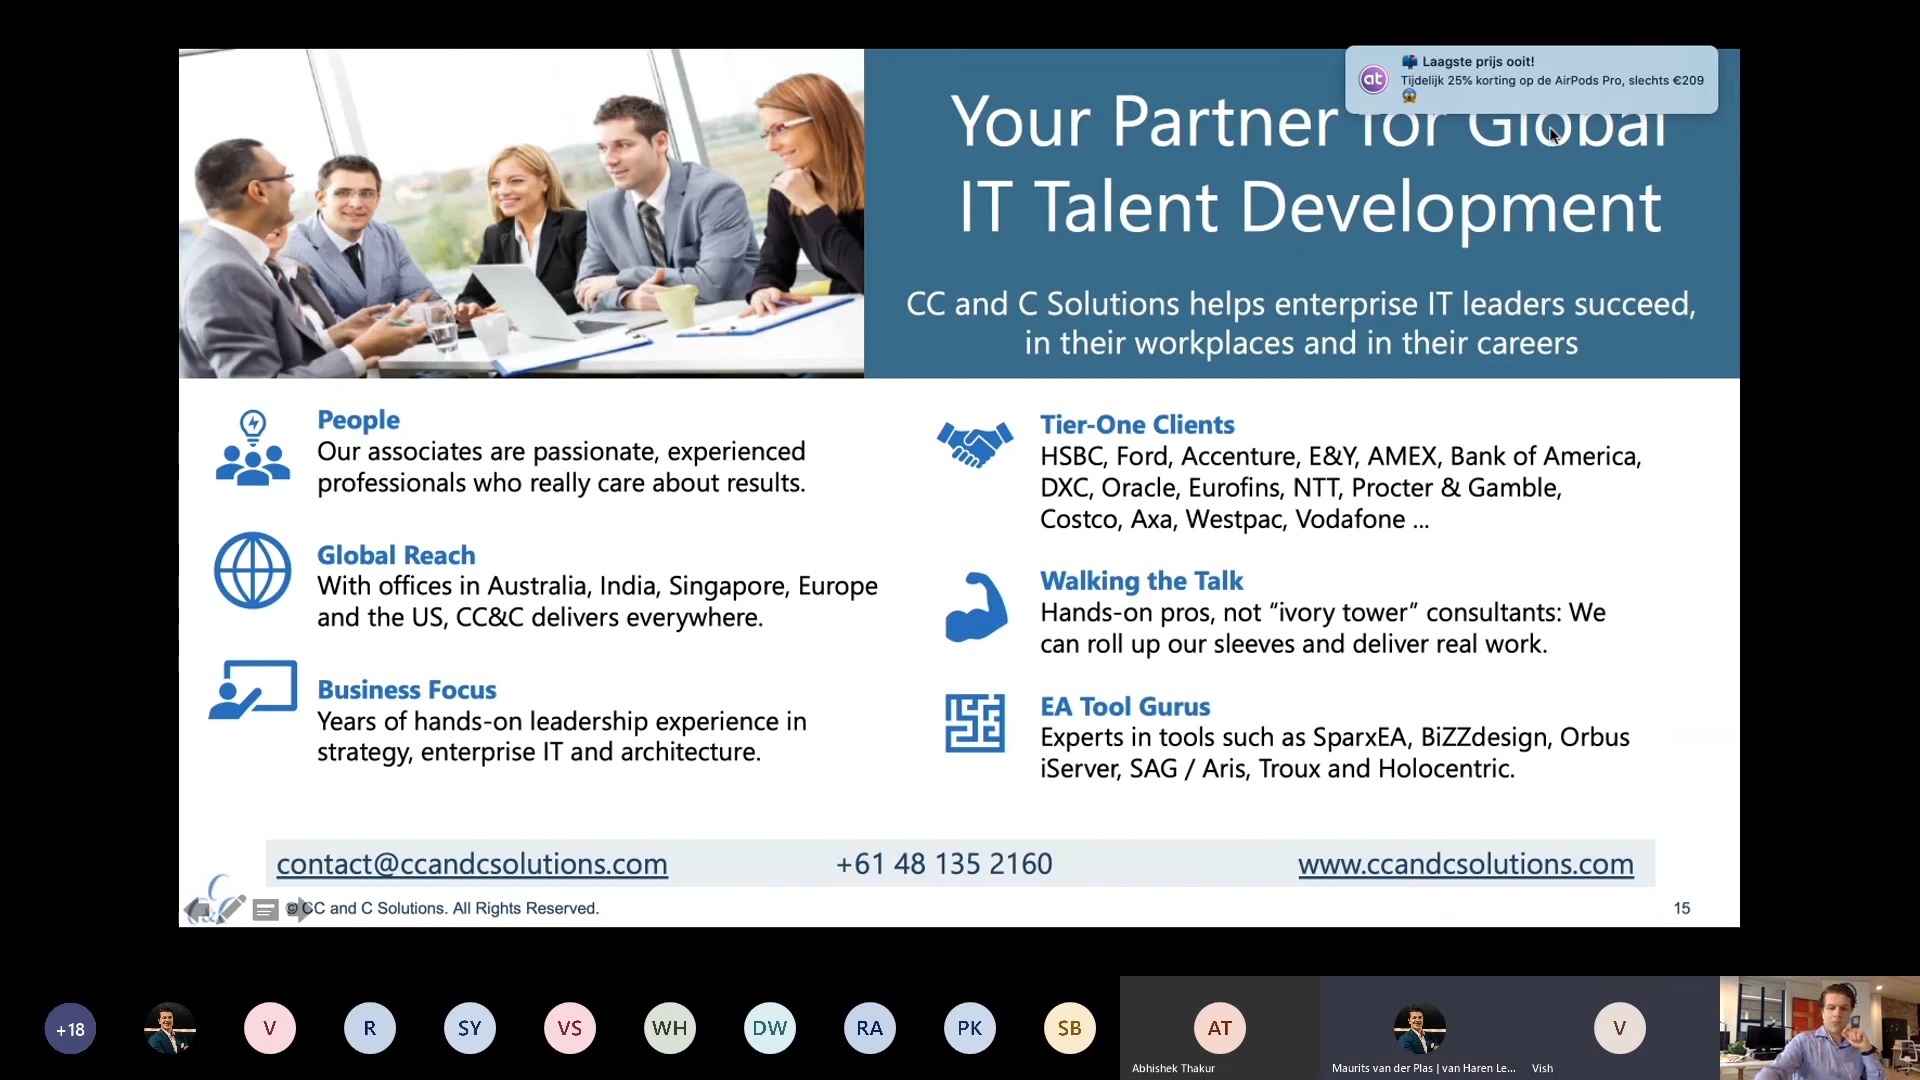 Laagste prijs ooit!
Tijdelijk 25% korting op de AirPods Pro, slechts €209
at
Your Partner for Global
IT Talent Development
CC and C Solutions helps enterprise IT leaders succeed,
in their workplaces and in their careers
People
Our associates are passionate, experienced
professionals who really care about results.
Global Reach
With offices in Australia, India, Singapore, Europe
and the US, CC&C delivers everywhere.
Business Focus
Years of hands-on leadership experience in
strategy, enterprise IT and architecture.
Tier-One Clients
HSBC, Ford, Accenture, E&Y, AMEX, Bank of America,
DXC, Oracle, Eurofins, NTT, Procter & Gamble,
Costco, Axa, Westpac, Vodafone ...
Walking the Talk
Hands-on pros, not “ivory tower” consultants: We
can roll up our sleeves and deliver real work.
EA Tool Gurus
Experts in tools such as SparxEA, BiZZdesign, Orbus
iServer, SAG / Aris, Troux and Holocentric.
contact@ccandcsolutions.com +61 48 135 2160 www.ccandcsolutions.com
© CC and C Solutions. All Rights Reserved. 15
+18 V R SY VS WH DW RA PK SB AT V
Abhishek Thakur Maurits van der Plas | van Haren Le... Vish